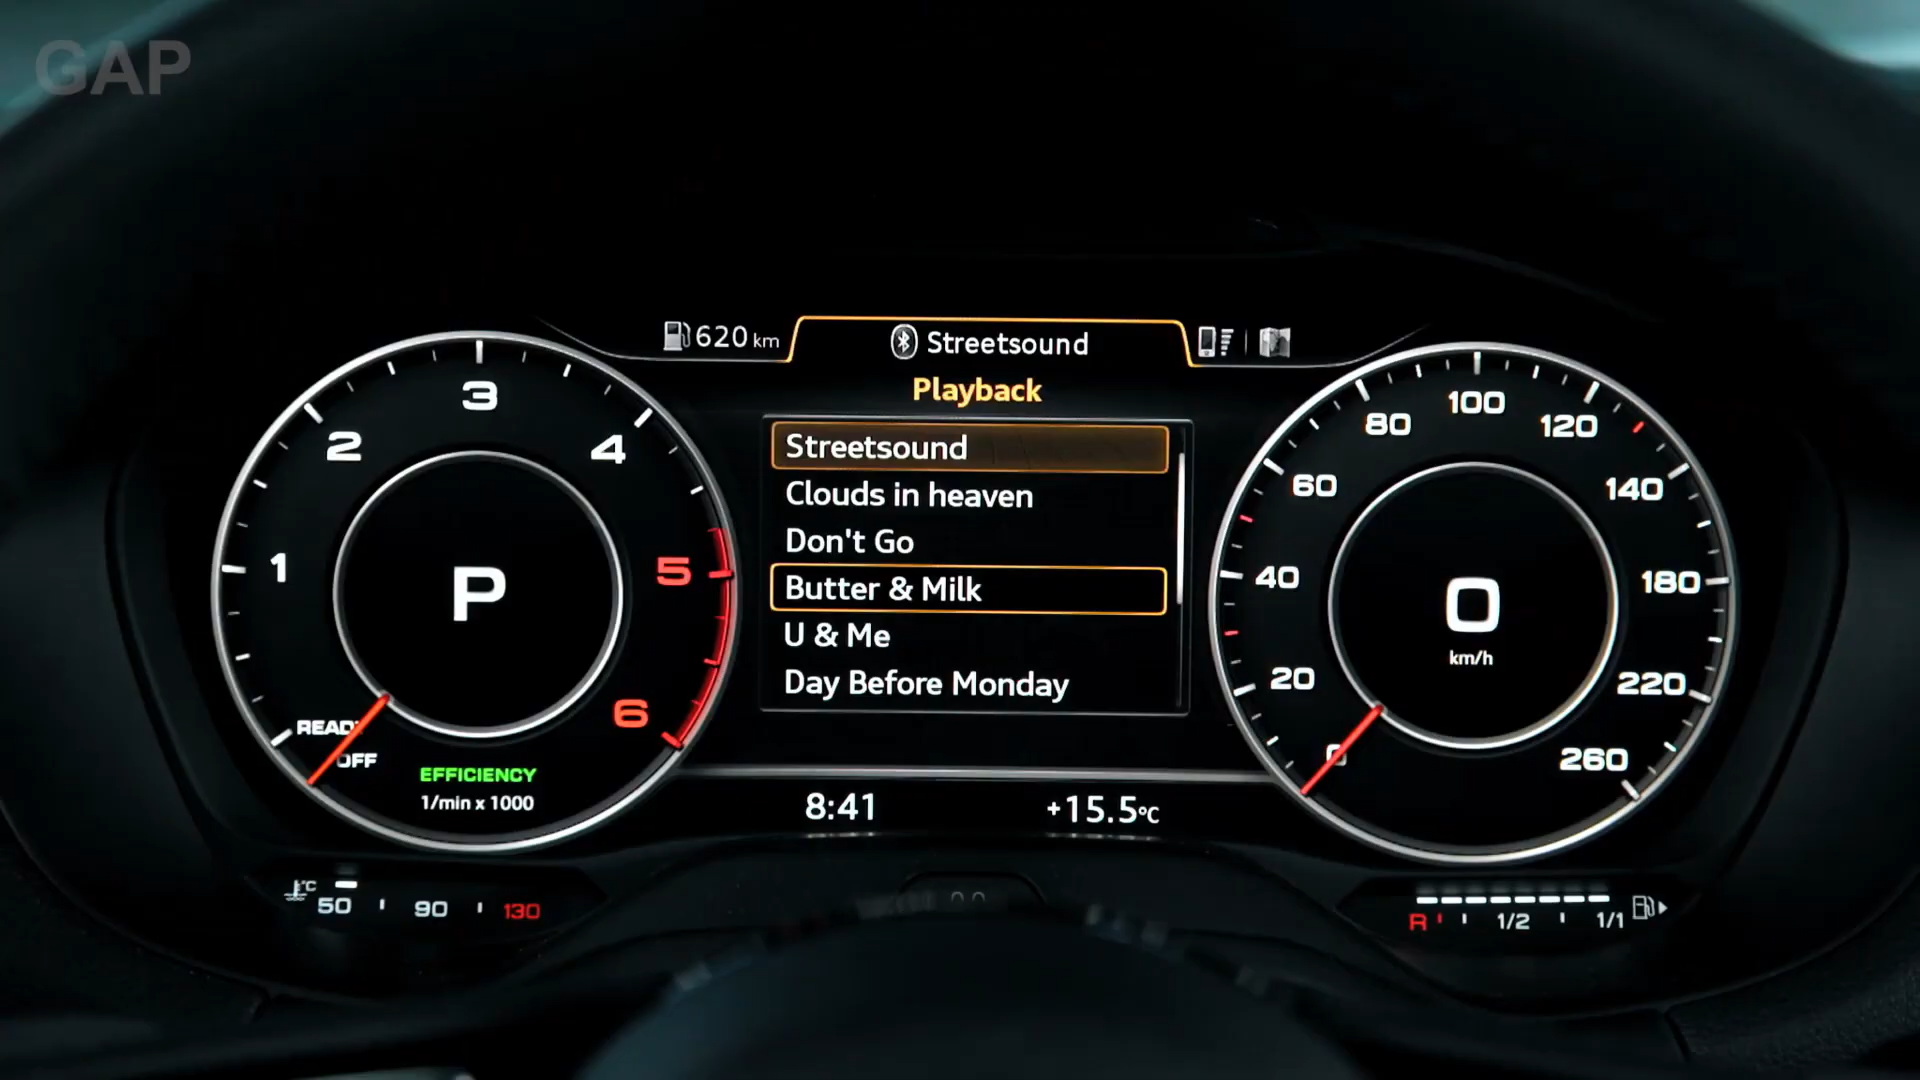 GAP
620 km
Streetsound
Playback
Streetsound
Clouds in heaven
Don't Go
Butter & Milk
U & Me
Day Before Monday
8:41
+15.5°C
1
2
3
4
5
6
P
OFF
EFFICIENCY
1/min x 1000
20
40
60
80
100
120
140
180
220
260
0
km/h
°C
50
90
130
R
1/2
1/1